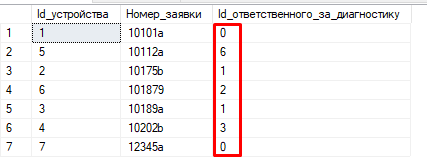 Id_устройства Номер_заявки Id_ответственного_за_диагностику
1 1 10101a 0
2 5 10112a 6
3 2 10175b 1
4 6 101879 2
5 3 10189a 1
6 4 10202b 3
7 7 12345a 0